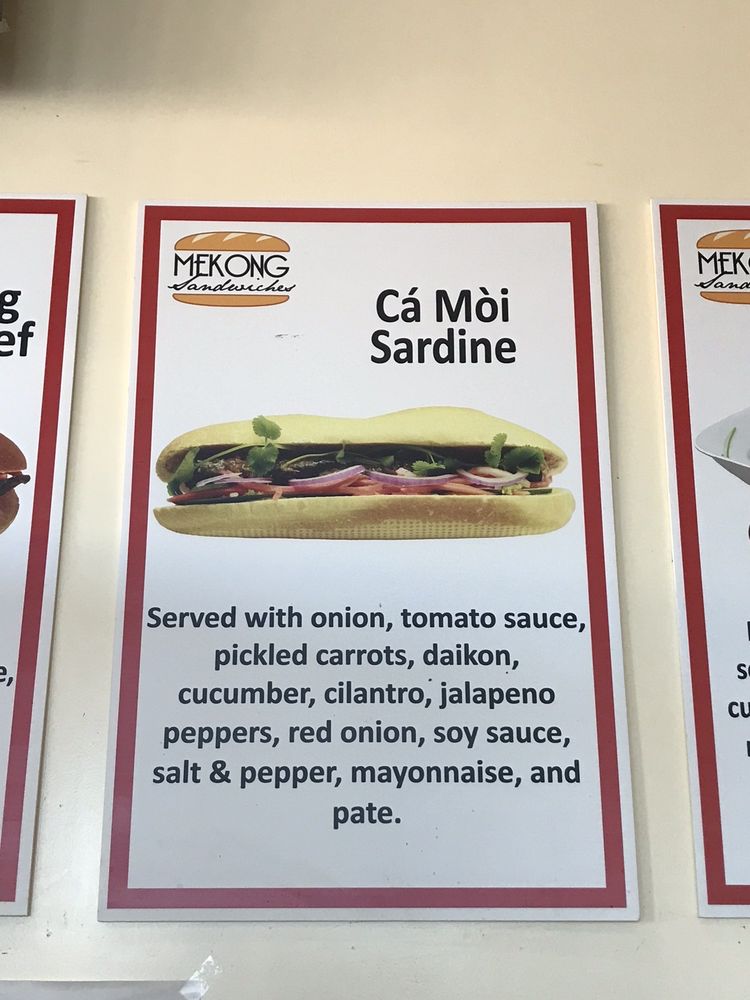 MEKONG
Sandwiches
Cá Mòi
Sardine
Served with onion, tomato sauce,
pickled carrots, daikon,
cucumber, cilantro, jalapeno
peppers, red onion, soy sauce,
salt & pepper, mayonnaise, and
pate.